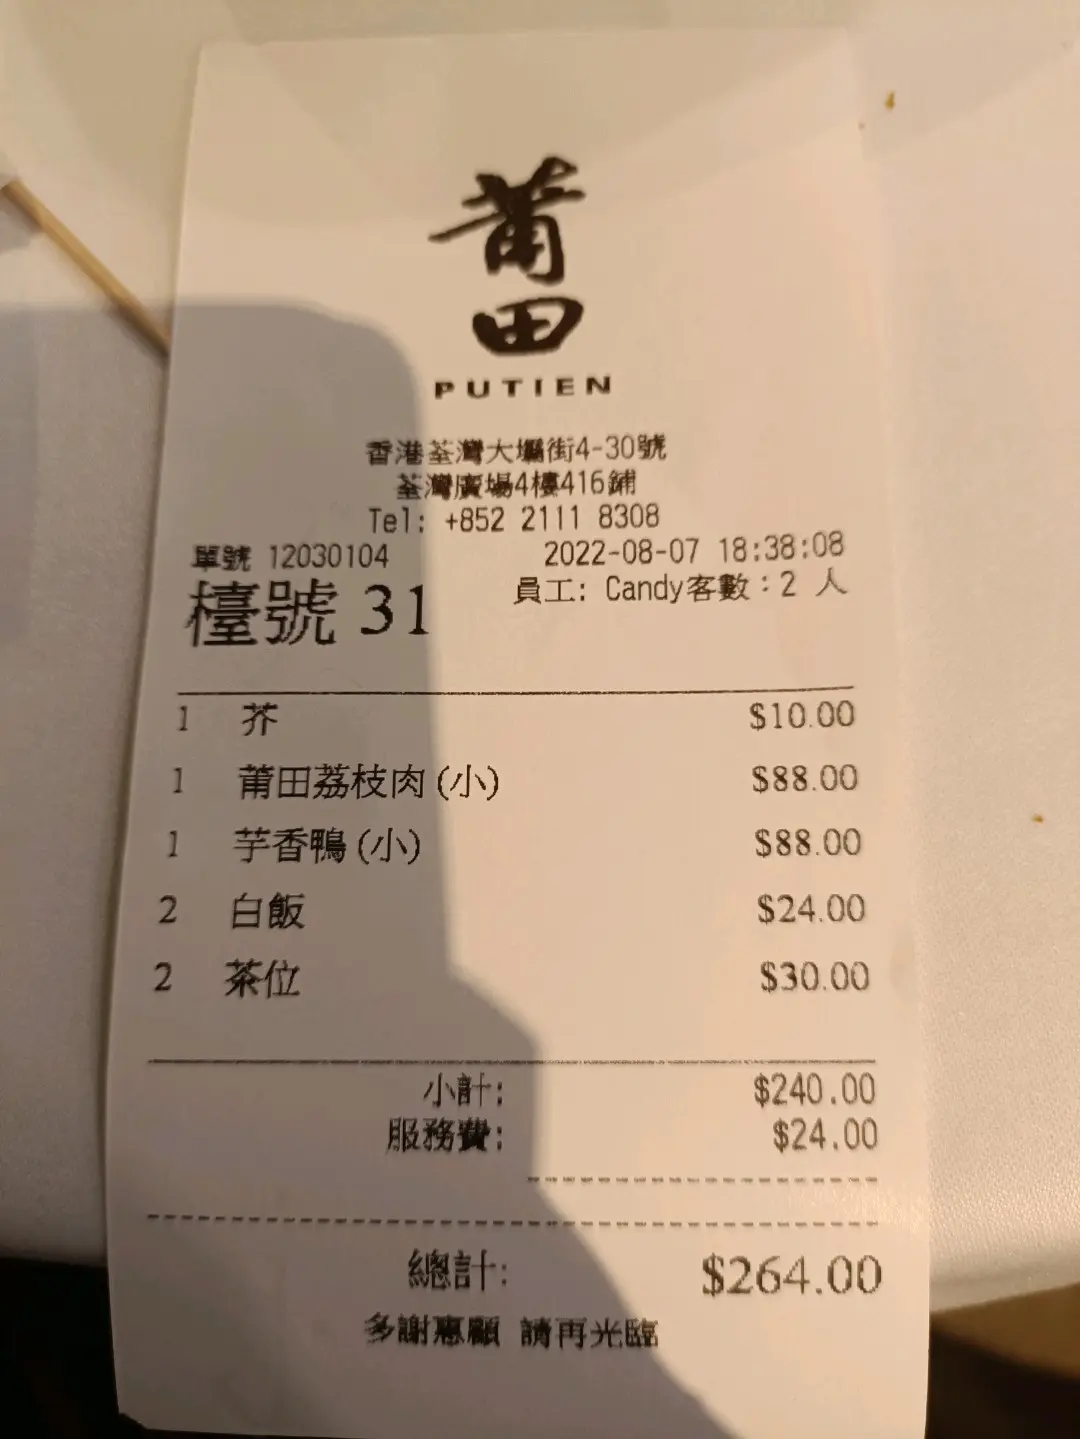 莆
田
PUTIEN
香港荃灣大壩街4-30號
荃灣廣場4樓416鋪
Tel: +852 2111 8308
單號 12030104 2022-08-07 18:38:08
檯號 31 員工: Candy客數：2 人
1 芥 $10.00
1 莆田荔枝肉(小) $88.00
1 芋香鴨(小) $88.00
2 白飯 $24.00
2 茶位 $30.00
小計: $240.00
服務費: $24.00
總計: $264.00
多謝惠顧 請再光臨